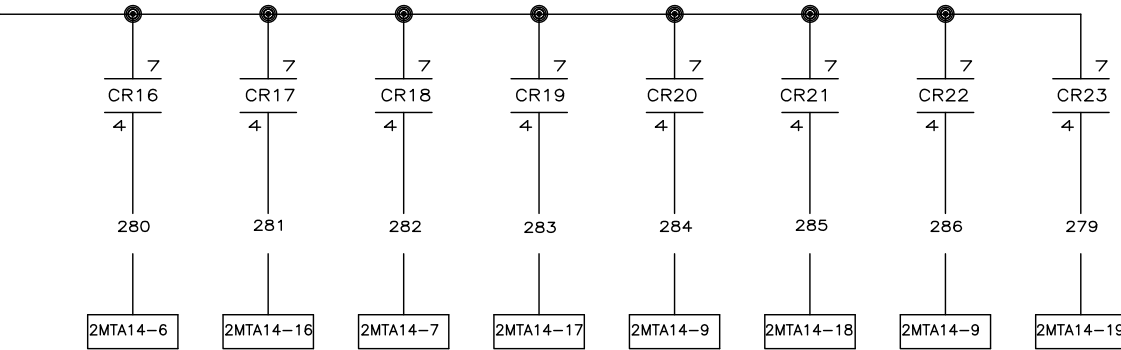 7 7 7 7 7 7 7 7
CR16 CR17 CR18 CR19 CR20 CR21 CR22 CR23
4 4 4 4 4 4 4 4
280 281 282 283 284 285 286 279
2MTA14-6 2MTA14-16 2MTA14-7 2MTA14-17 2MTA14-9 2MTA14-18 2MTA14-9 2MTA14-19